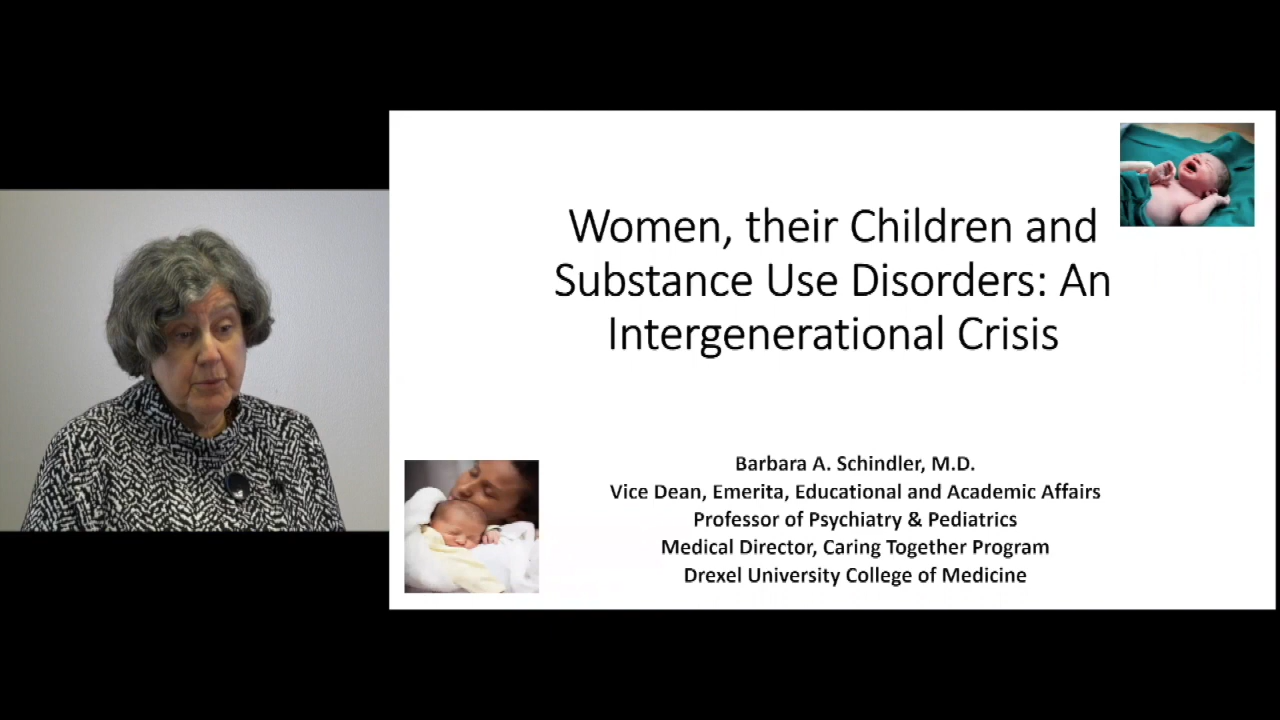 Women, their Children and
Substance Use Disorders: An
Intergenerational Crisis
Barbara A. Schindler, M.D.
Vice Dean, Emerita, Educational and Academic Affairs
Professor of Psychiatry & Pediatrics
Medical Director, Caring Together Program
Drexel University College of Medicine